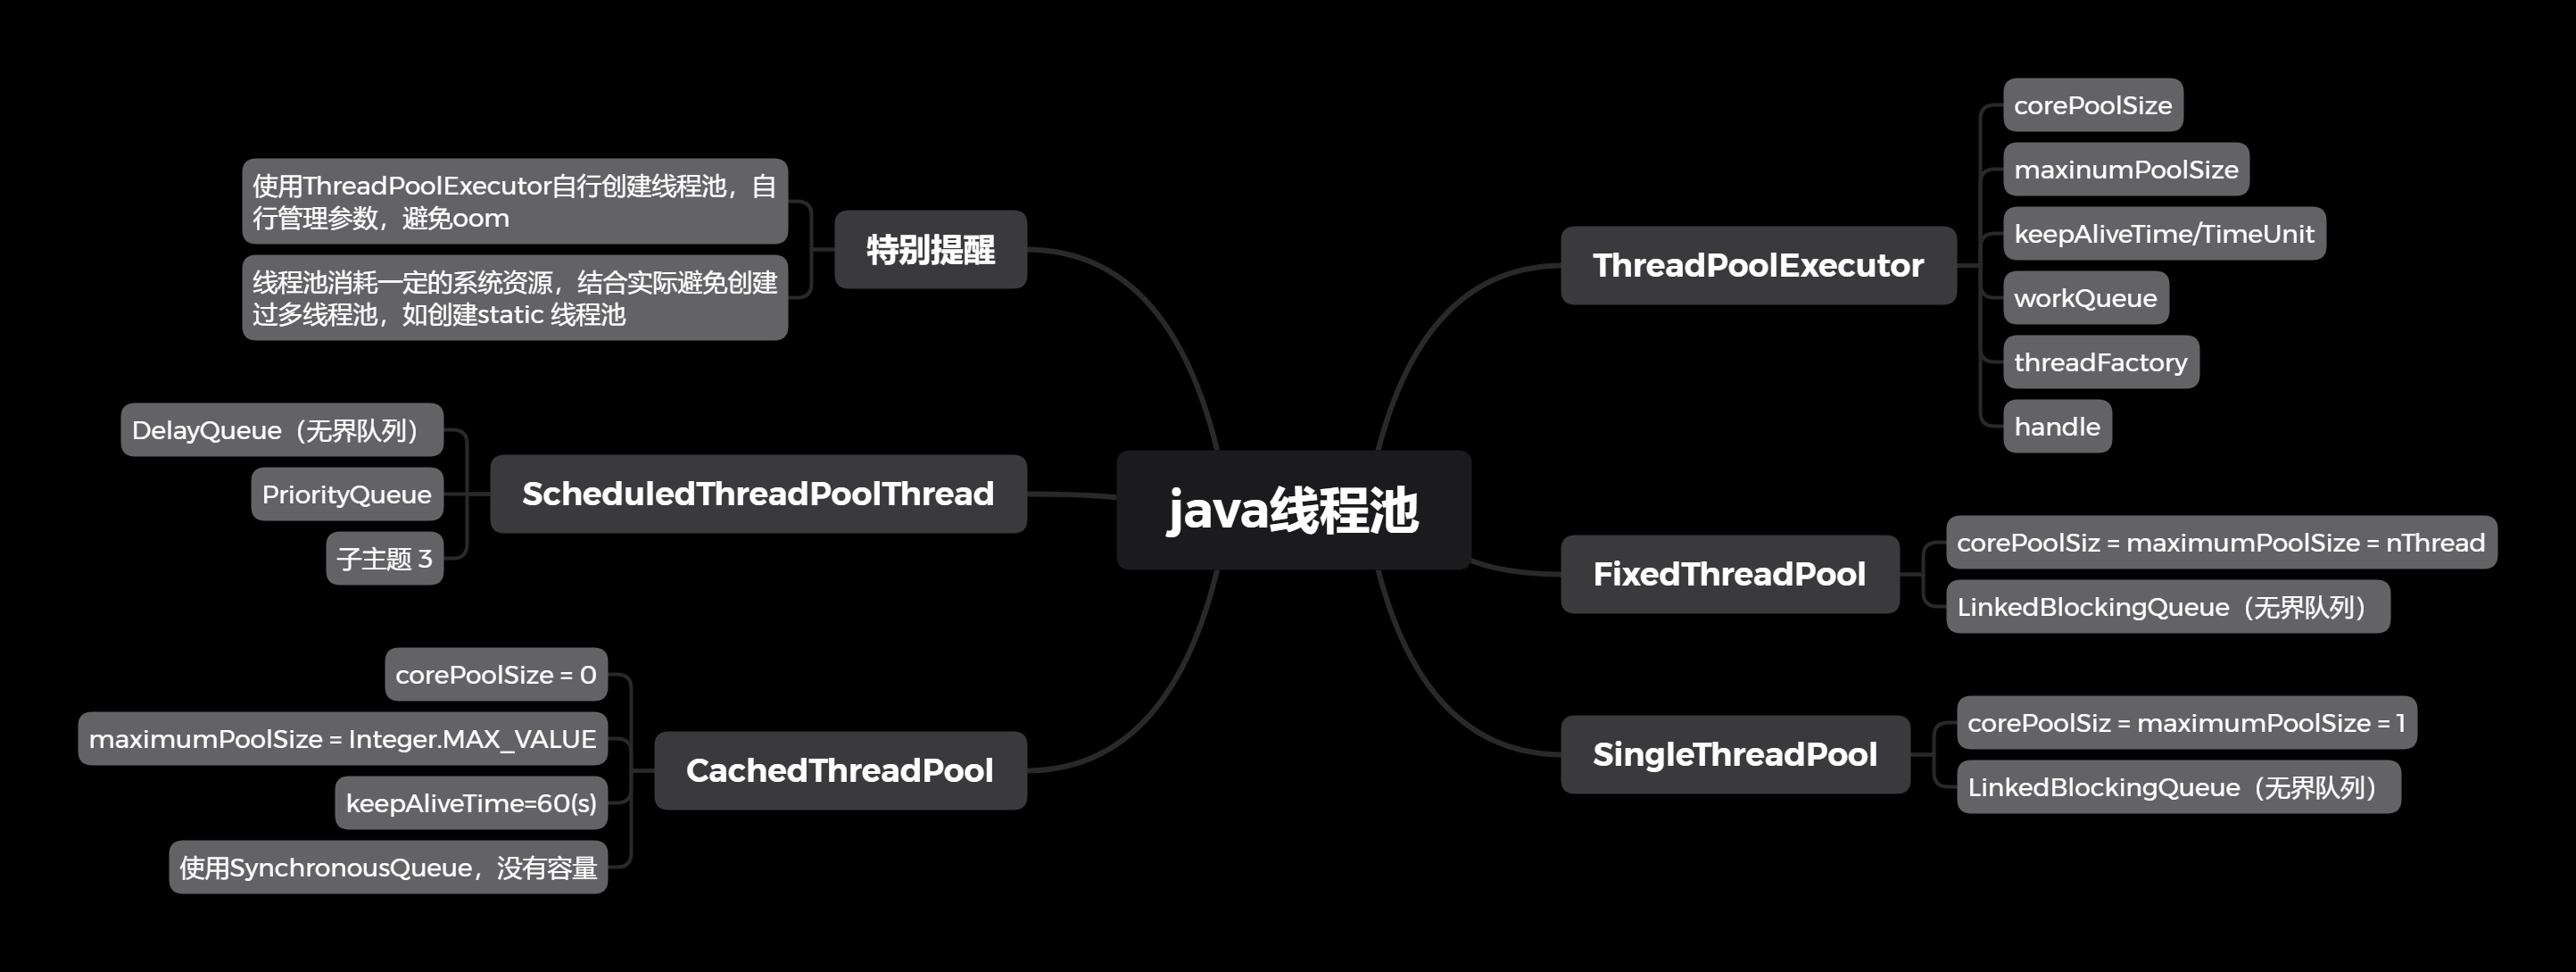 java线程池
ThreadPoolExecutor
corePoolSize
maxinumPoolSize
keepAliveTime/TimeUnit
workQueue
threadFactory
handle
FixedThreadPool
corePoolSiz = maximumPoolSize = nThread
LinkedBlockingQueue（无界队列）
SingleThreadPool
corePoolSiz = maximumPoolSize = 1
LinkedBlockingQueue（无界队列）
特别提醒
使用ThreadPoolExecutor自行创建线程池，自
行管理参数，避免oom
线程池消耗一定的系统资源，结合实际避免创建
过多线程池，如创建static 线程池
ScheduledThreadPoolThread
DelayQueue（无界队列）
PriorityQueue
子主题 3
CachedThreadPool
corePoolSize = 0
maximumPoolSize = Integer.MAX_VALUE
keepAliveTime=60(s)
使用SynchronousQueue，没有容量